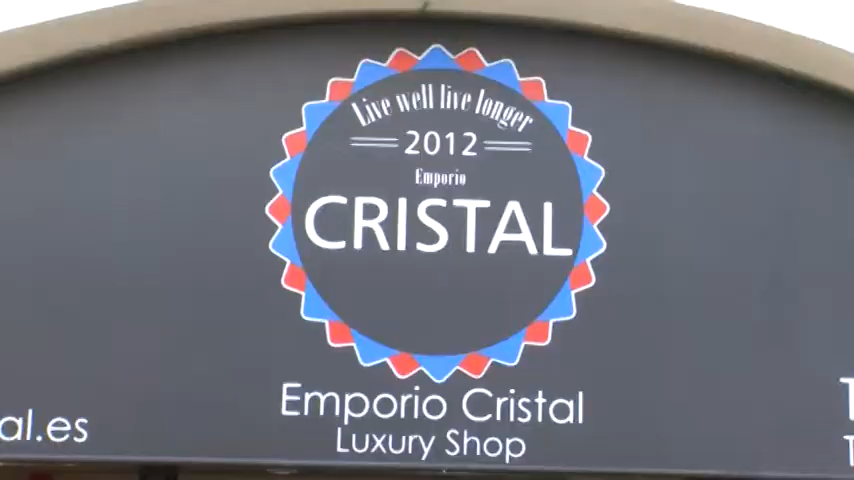 Live well live longer
2012
Emporio
CRISTAL
Emporio Cristal
Luxury Shop
al.es